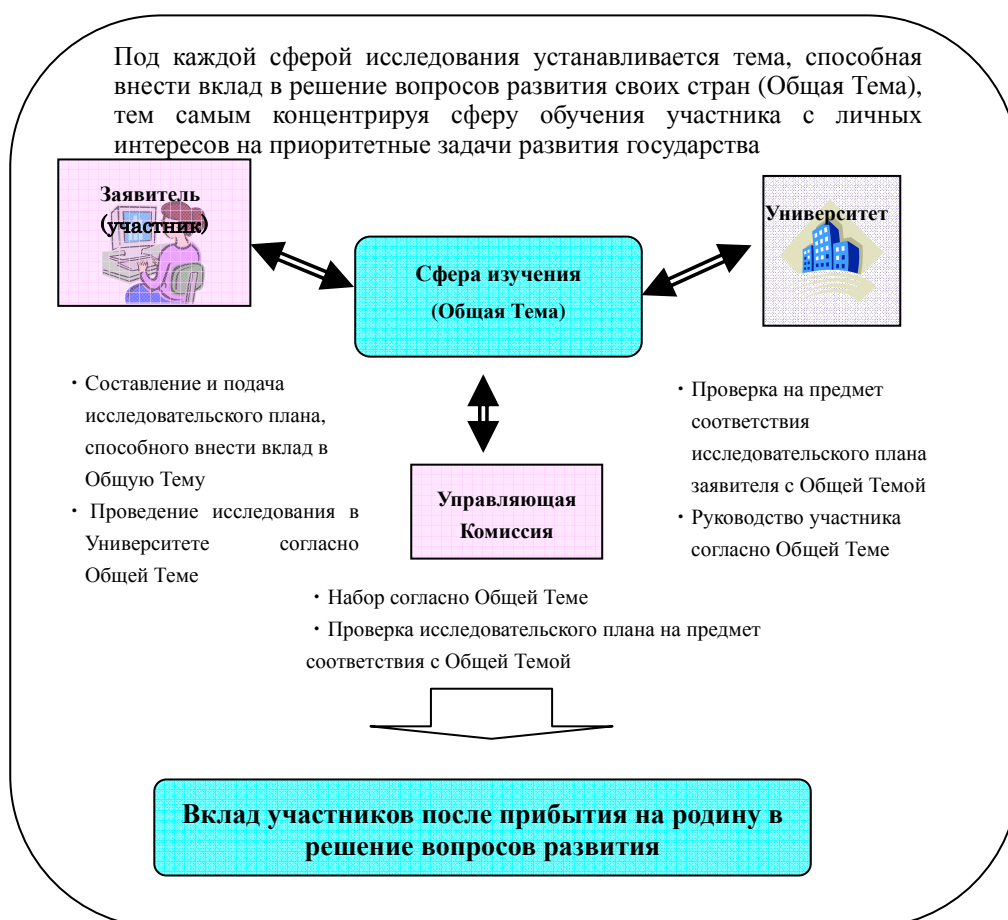 Под каждой сферой исследования устанавливается тема, способная
внести вклад в решение вопросов развития своих стран (Общая Тема),
тем самым концентрируя сферу обучения участника с личных
интересов на приоритетные задачи развития государства
Заявитель
(участник)
Университет
Сфера изучения
(Общая Тема)
・Составление и подача
исследовательского плана,
способного внести вклад в
Общую Тему
・Проведение исследования в
Университете согласно
Общей Теме
・Проверка на предмет
соответствия
исследовательского плана
заявителя с Общей Темой
・Руководство участника
согласно Общей Теме
Управляющая
Комиссия
・Набор согласно Общей Теме
・Проверка исследовательского плана на предмет
соответствия с Общей Темой
Вклад участников после прибытия на родину в
решение вопросов развития